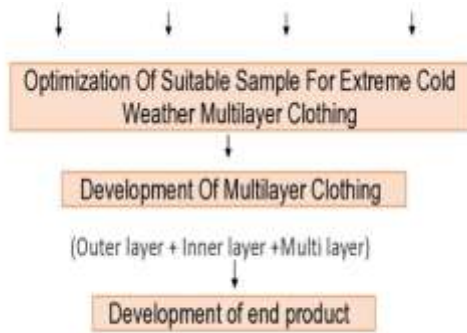 Optimization Of Suitable Sample For Extreme Cold
Weather Multilayer Clothing
Development Of Multilayer Clothing
(Outer layer + Inner layer +Multi layer)
Development of end product